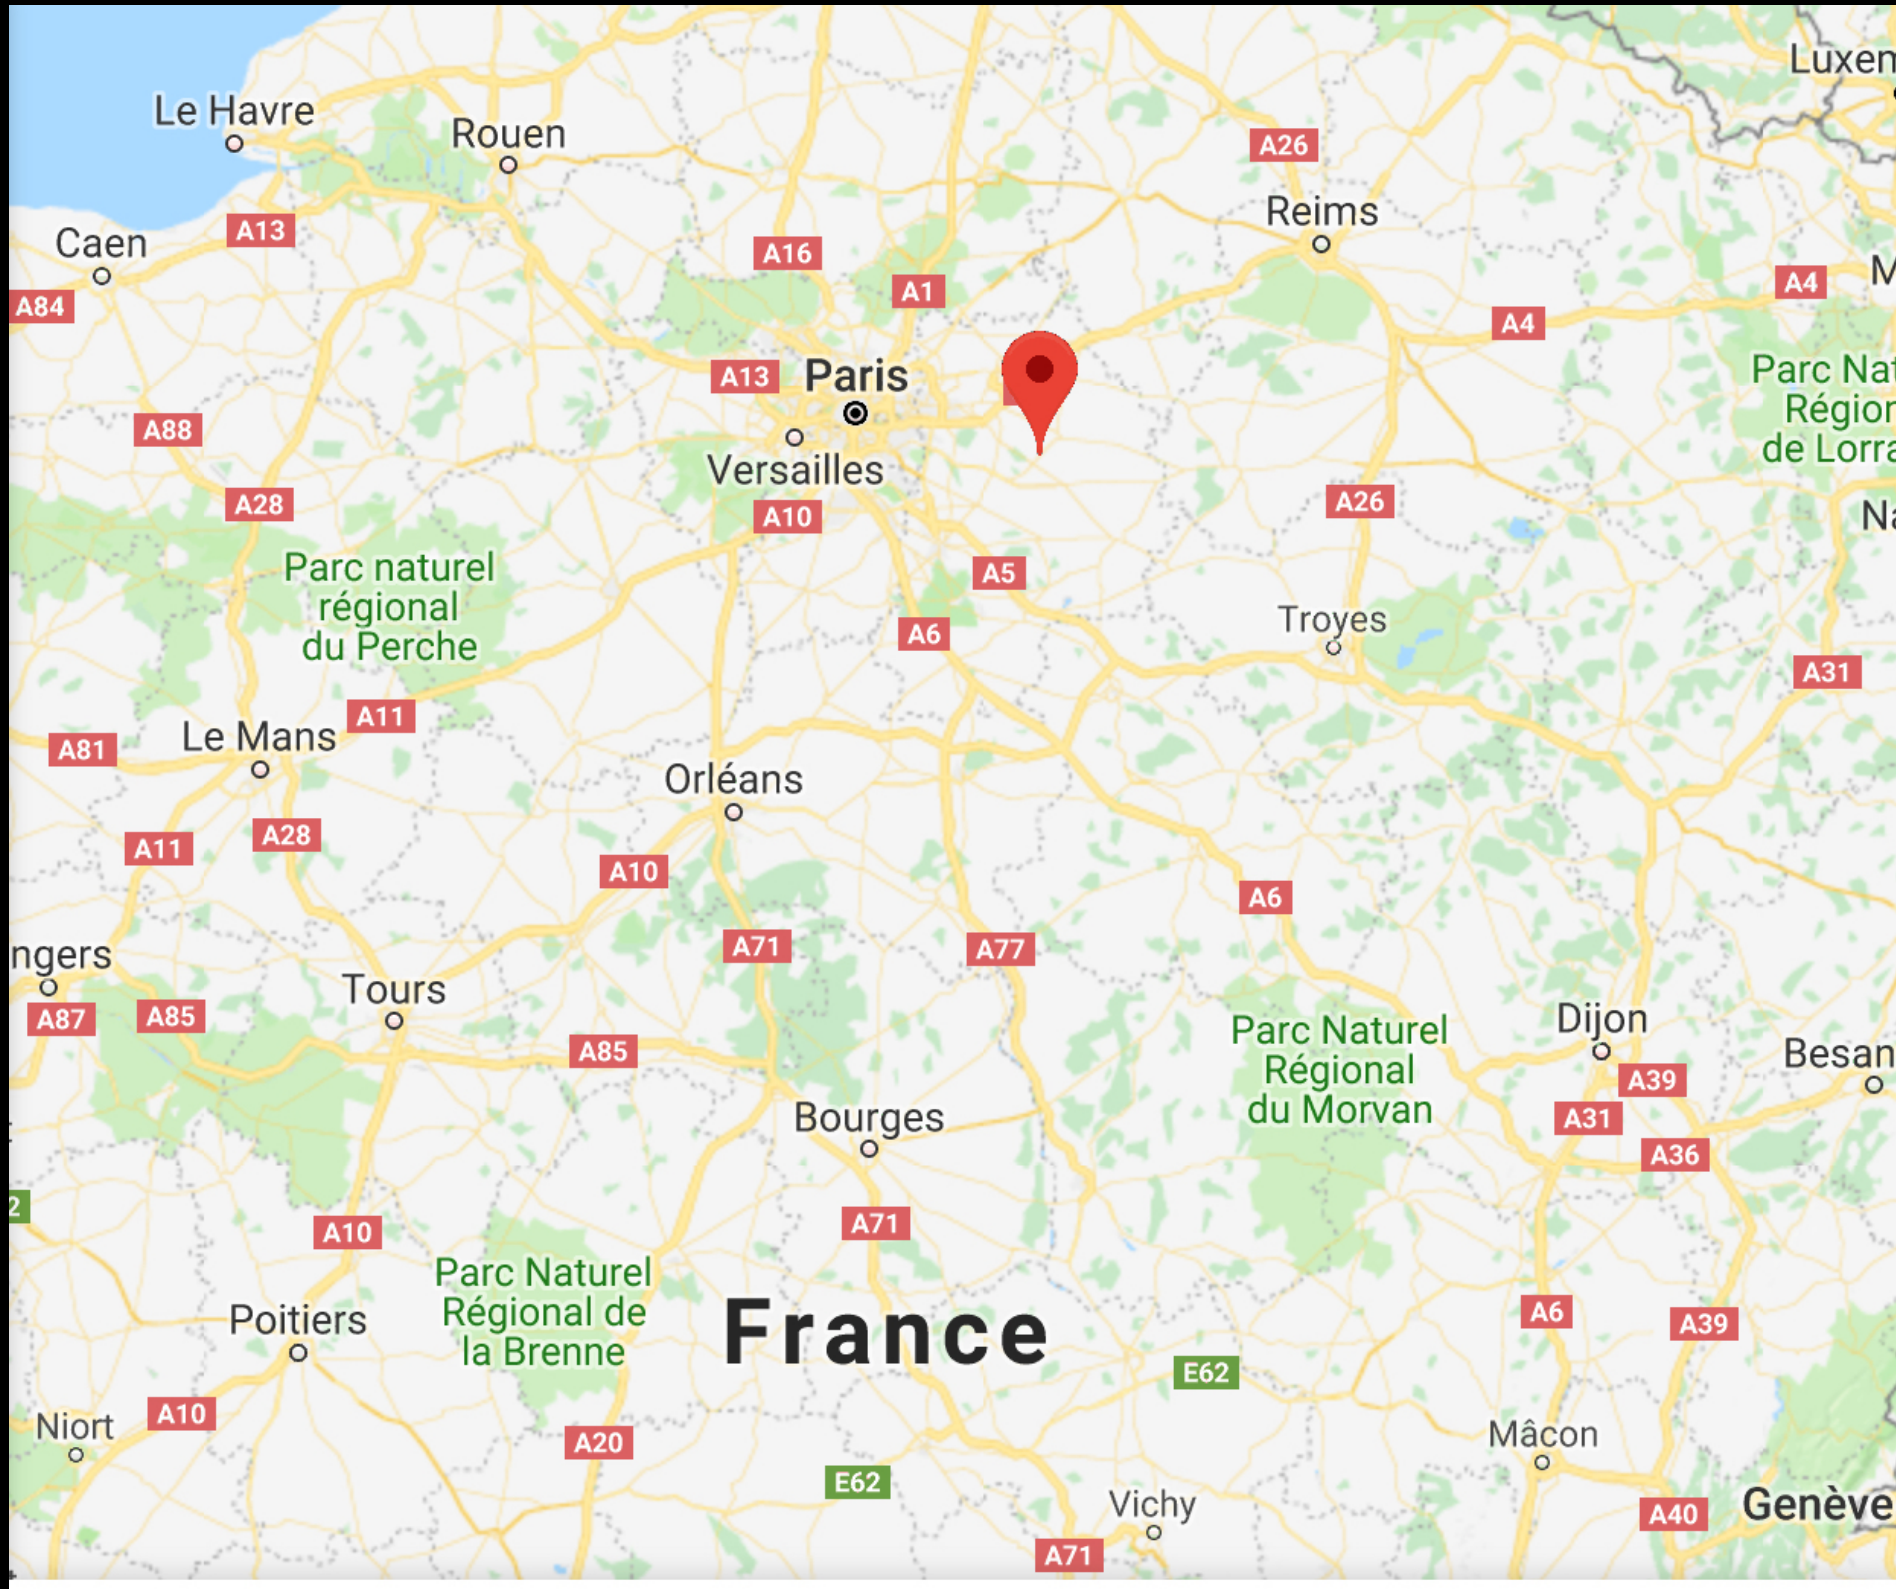 Luxem
Le Havre
Rouen
A26
Reims
Caen
A13
A16
A1
A84
A4
M
A4
A13
Paris
Parc Nat
Région
de Lorra
A88
Versailles
A28
A10
A26
Na
Parc naturel
régional
du Perche
A5
A6
Troyes
A31
A11
A81
Le Mans
Orléans
A11
A28
A10
A6
A71
A77
ngers
Tours
A87
A85
A85
Parc Naturel
Régional
du Morvan
Dijon
Besan
A39
A31
A36
Bourges
2
A10
A71
Parc Naturel
Régional de
la Brenne
Poitiers
France
A6
A39
E62
Niort
A10
A20
Mâcon
E62
Vichy
A40
Genève
A71